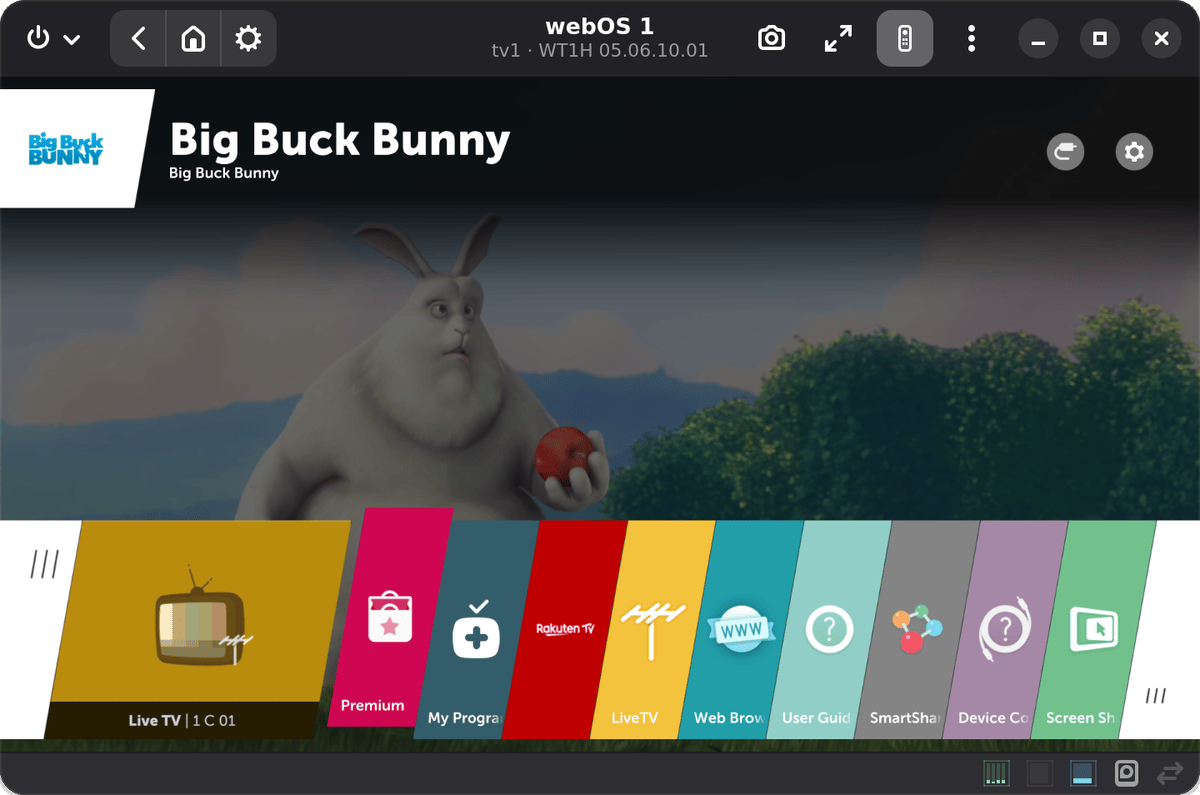 webOS 1
tv1 · WT1H 05.06.10.01
Big Buck
BUNNY
Big Buck Bunny
Big Buck Bunny
Rakuten TV
WWW
?
?
Live TV | 1 C 01
Premium
My Progra
LiveTV
Web Brow
User Guid
SmartShar
Device Co
Screen Sh